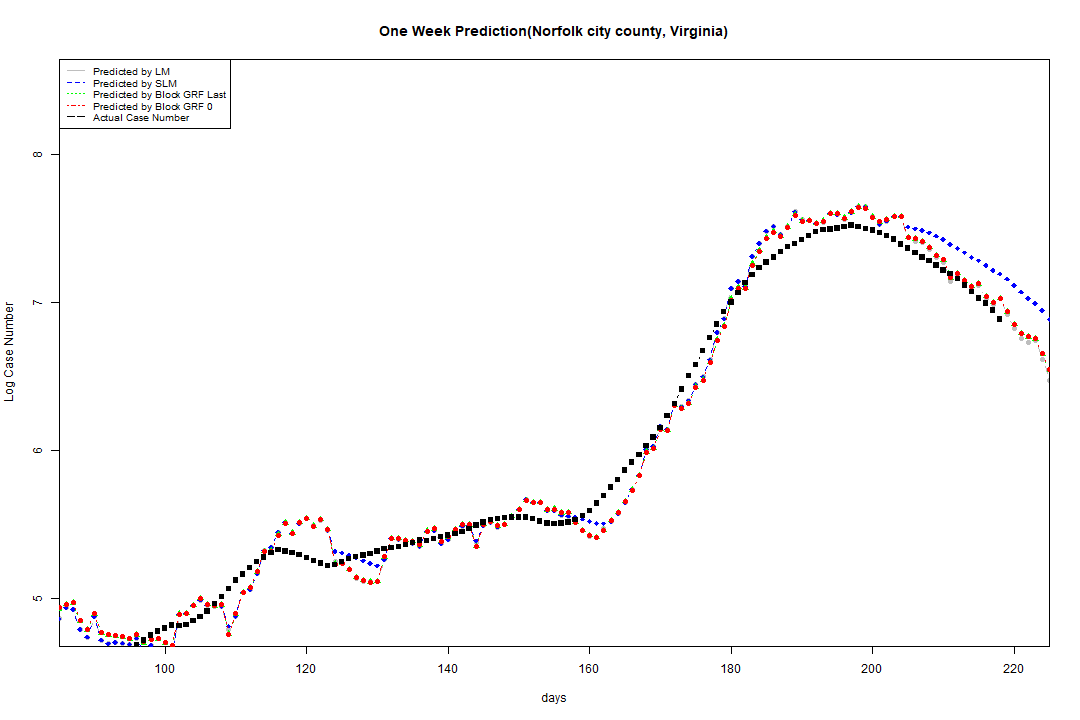 One Week Prediction(Norfolk city county, Virginia)
Predicted by LM
Predicted by SLM
Predicted by Block GRF Last
Predicted by Block GRF 0
Actual Case Number
8
7
6
5
Log Case Number
100 120 140 160 180 200 220
days